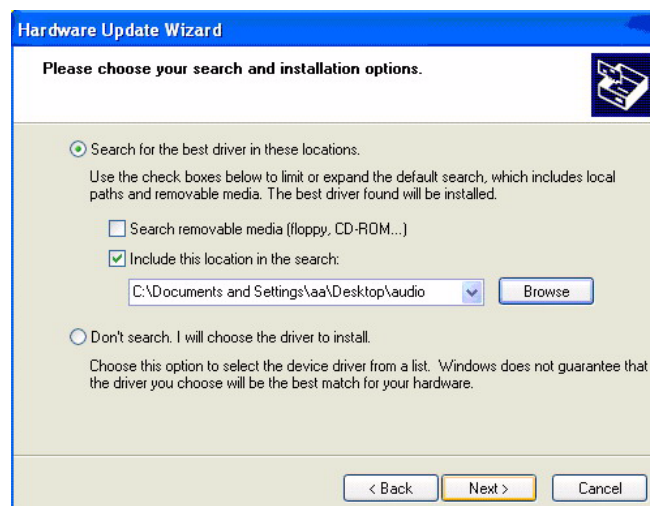 Hardware Update Wizard
Please choose your search and installation options.
Search for the best driver in these locations.
Use the check boxes below to limit or expand the default search, which includes local
paths and removable media. The best driver found will be installed.
Search removable media (floppy, CD-ROM...)
Include this location in the search:
C:\Documents and Settings\aa\Desktop\audio
Browse
Don't search. I will choose the driver to install.
Choose this option to select the device driver from a list. Windows does not guarantee that
the driver you choose will be the best match for your hardware.
< Back Next > Cancel